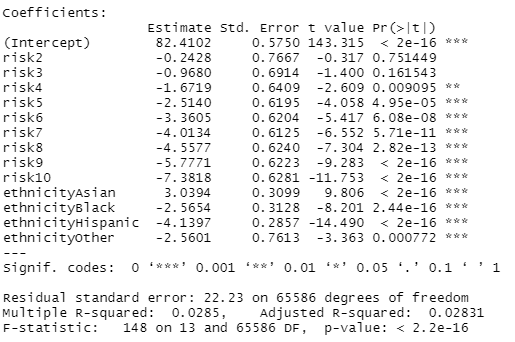 Coefficients:
                  Estimate Std. Error t value Pr(>|t|)
(Intercept)        82.4102     0.5750 143.315  < 2e-16 ***
risk2              -0.2428     0.7667  -0.317 0.751449
risk3              -0.9680     0.6914  -1.400 0.161543
risk4              -1.6719     0.6409  -2.609 0.009095 **
risk5              -2.5140     0.6195  -4.058 4.95e-05 ***
risk6              -3.3605     0.6204  -5.417 6.08e-08 ***
risk7              -4.0134     0.6125  -6.552 5.71e-11 ***
risk8              -4.5577     0.6240  -7.304 2.82e-13 ***
risk9              -5.7771     0.6223  -9.283  < 2e-16 ***
risk10             -7.3818     0.6281 -11.753  < 2e-16 ***
ethnicityAsian      3.0394     0.3099   9.806  < 2e-16 ***
ethnicityBlack     -2.5654     0.3128  -8.201 2.44e-16 ***
ethnicityHispanic  -4.1397     0.2857 -14.490  < 2e-16 ***
ethnicityOther     -2.5601     0.7613  -3.363 0.000772 ***
---
Signif. codes:  0 ‘***’ 0.001 ‘**’ 0.01 ‘*’ 0.05 ‘.’ 0.1 ‘ ’ 1
Residual standard error: 22.23 on 65586 degrees of freedom
Multiple R-squared:  0.0285,    Adjusted R-squared:  0.02831
F-statistic:   148 on 13 and 65586 DF,  p-value: < 2.2e-16